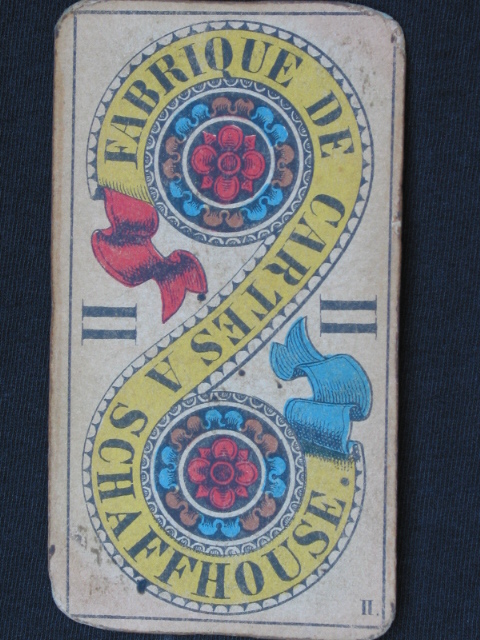 FABRIQUE DE CARTES A SCHAFFHOUSE.
II
II
II.